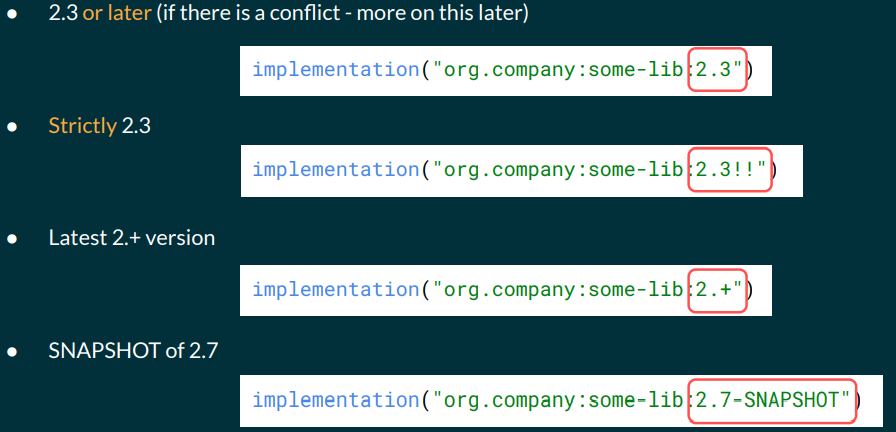 ● 2.3 or later (if there is a conflict - more on this later)
implementation("org.company:some-lib:2.3")
● Strictly 2.3
implementation("org.company:some-lib:2.3!!")
● Latest 2.+ version
implementation("org.company:some-lib:2.+")
● SNAPSHOT of 2.7
implementation("org.company:some-lib:2.7-SNAPSHOT")